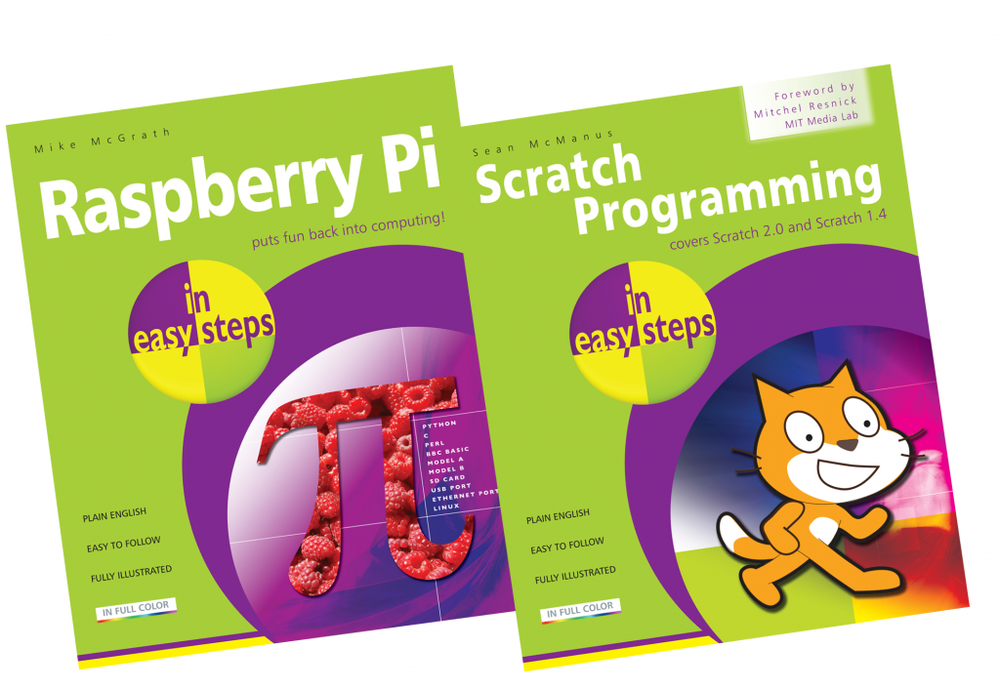 Mike McGrath
Raspberry Pi
puts fun back into computing!
in
easy steps
PYTHON
C
PERL
BBC BASIC
MODEL A
MODEL B
SD CARD
USB PORT
ETHERNET PORT
LINUX
PLAIN ENGLISH
EASY TO FOLLOW
FULLY ILLUSTRATED
IN FULL COLOR
Foreword by
Mitchel Resnick
MIT Media Lab
Sean McManus
Scratch
Programming
covers Scratch 2.0 and Scratch 1.4
in
easy steps
PLAIN ENGLISH
EASY TO FOLLOW
FULLY ILLUSTRATED
IN FULL COLOR